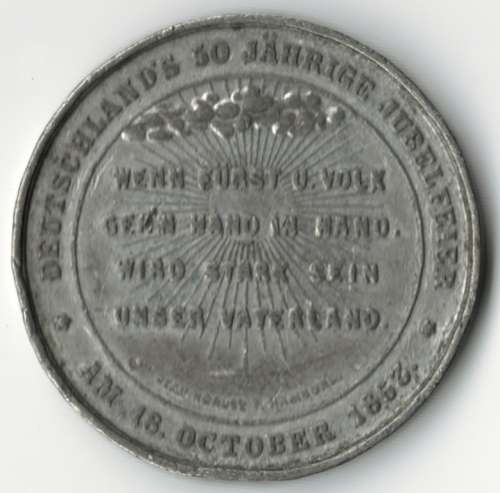 DEUTSCHLAND'S 50 JÄHRIGE JUBELFEIER
WENN FÜRST U. VOLK
GEH'N HAND IN HAND.
WIRD STARK SEIN
UNSER VATERLAND.
AM 18. OCTOBER 1863.